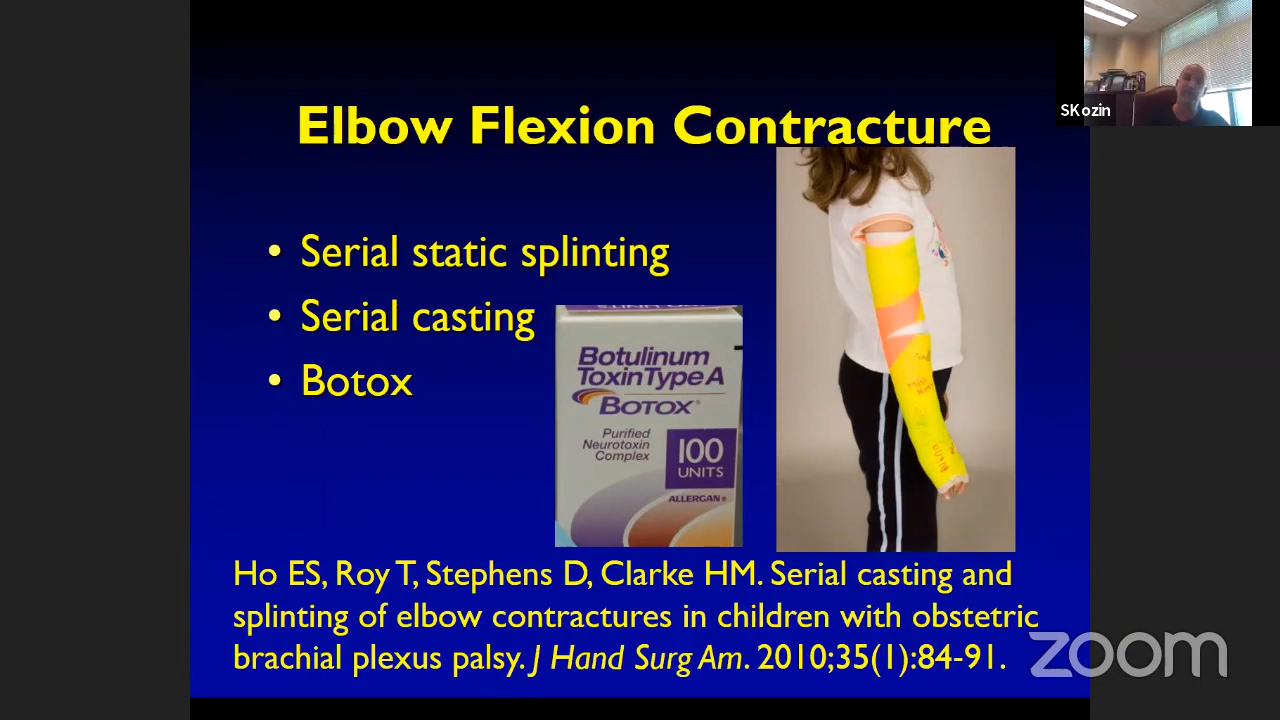 SKozin
Elbow Flexion Contracture
• Serial static splinting
• Serial casting
• Botox
Botulinum
Toxin Type A
BOTOX®
Purified
Neurotoxin
Complex
100
UNITS
ALLERGAN
Ho ES, Roy T, Stephens D, Clarke HM. Serial casting and
splinting of elbow contractures in children with obstetric
brachial plexus palsy. J Hand Surg Am. 2010;35(1):84-91.
zoom